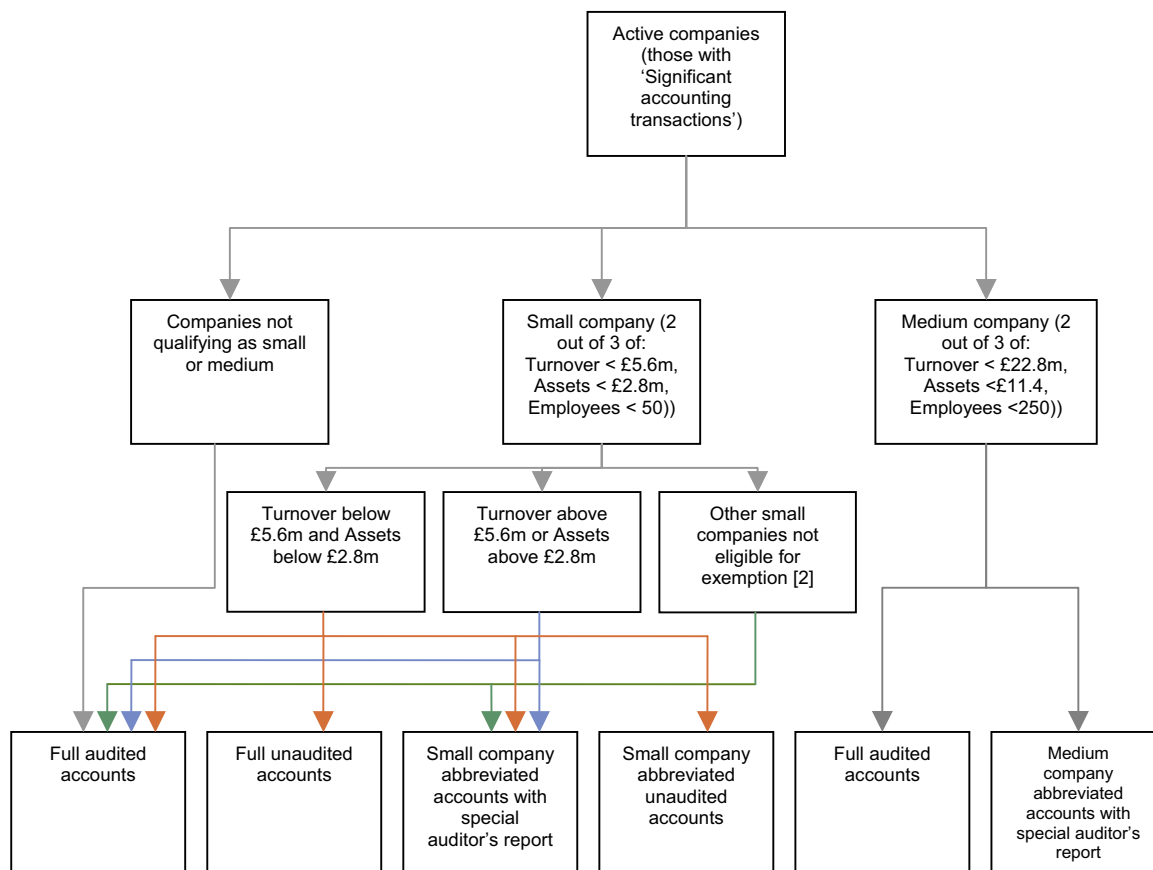 Active companies
(those with
‘Significant
accounting
transactions’)
Companies not
qualifying as small
or medium
Small company (2
out of 3 of:
Turnover < £5.6m,
Assets < £2.8m,
Employees < 50))
Medium company (2
out of 3 of:
Turnover < £22.8m,
Assets <£11.4,
Employees <250))
Turnover below
£5.6m and Assets
below £2.8m
Turnover above
£5.6m or Assets
above £2.8m
Other small
companies not
eligible for
exemption [2]
Full audited
accounts
Full unaudited
accounts
Small company
abbreviated
accounts with
special
auditor’s report
Small company
abbreviated
unaudited
accounts
Full audited
accounts
Medium
company
abbreviated
accounts with
special auditor’s
report